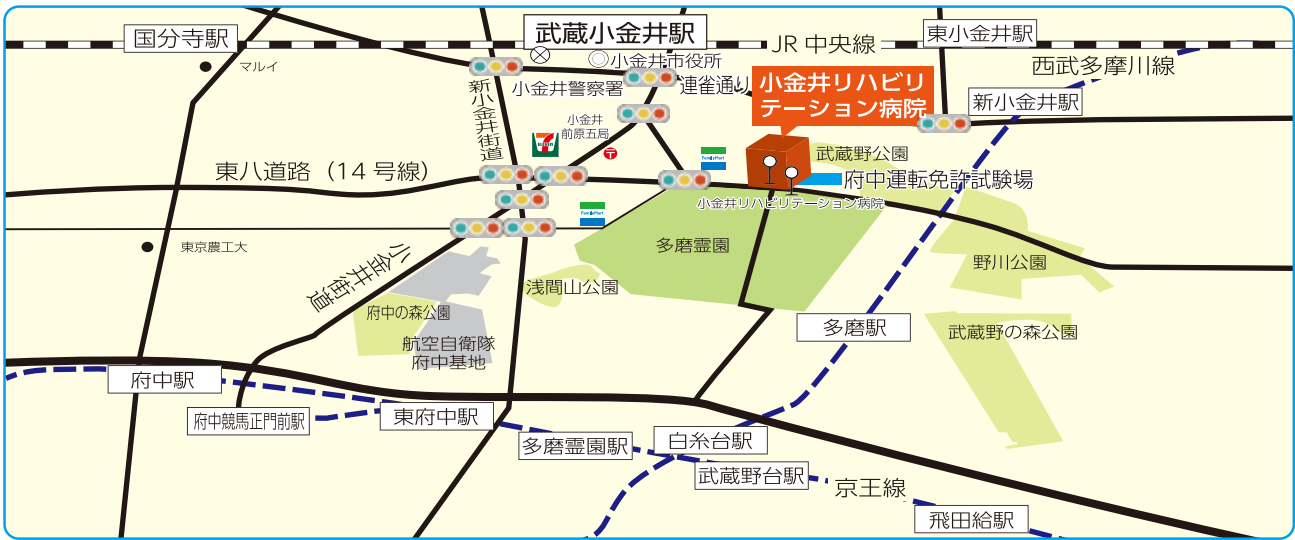 国分寺駅
マルイ
武蔵小金井駅
小金井市役所
JR 中央線
東小金井駅
西武多摩川線
新小金井街道
小金井警察署
連雀通り
小金井リハビリ
テーション病院
新小金井駅
小金井
前原五局
7
ELEVEN
〒
FamilyMart
武蔵野公園
東八道路(14 号線)
府中運転免許試験場
小金井リハビリテーション病院
FamilyMart
東京農工大
小金井街道
多磨霊園
野川公園
浅間山公園
府中の森公園
多磨駅
武蔵野の森公園
航空自衛隊
府中基地
府中駅
府中競馬正門前駅
東府中駅
多磨霊園駅
白糸台駅
武蔵野台駅
京王線
飛田給駅